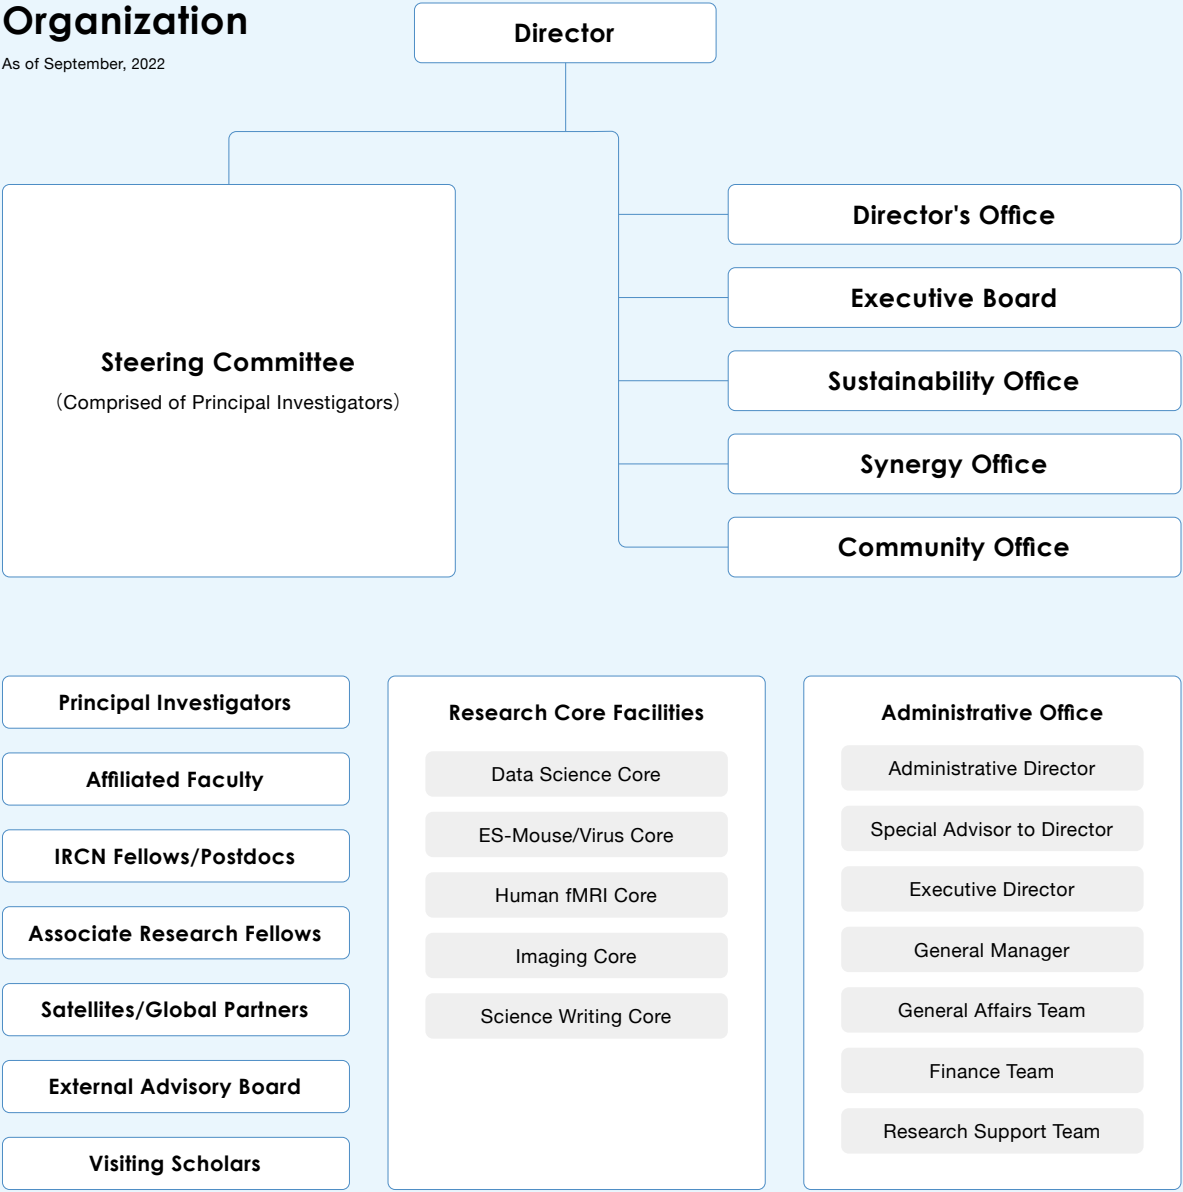 Organization
As of September, 2022
Director
Steering Committee
（Comprised of Principal Investigators）
Director's Office
Executive Board
Sustainability Office
Synergy Office
Community Office
Principal Investigators
Affiliated Faculty
IRCN Fellows/Postdocs
Associate Research Fellows
Satellites/Global Partners
External Advisory Board
Visiting Scholars
Research Core Facilities
Data Science Core
ES-Mouse/Virus Core
Human fMRI Core
Imaging Core
Science Writing Core
Administrative Office
Administrative Director
Special Advisor to Director
Executive Director
General Manager
General Affairs Team
Finance Team
Research Support Team